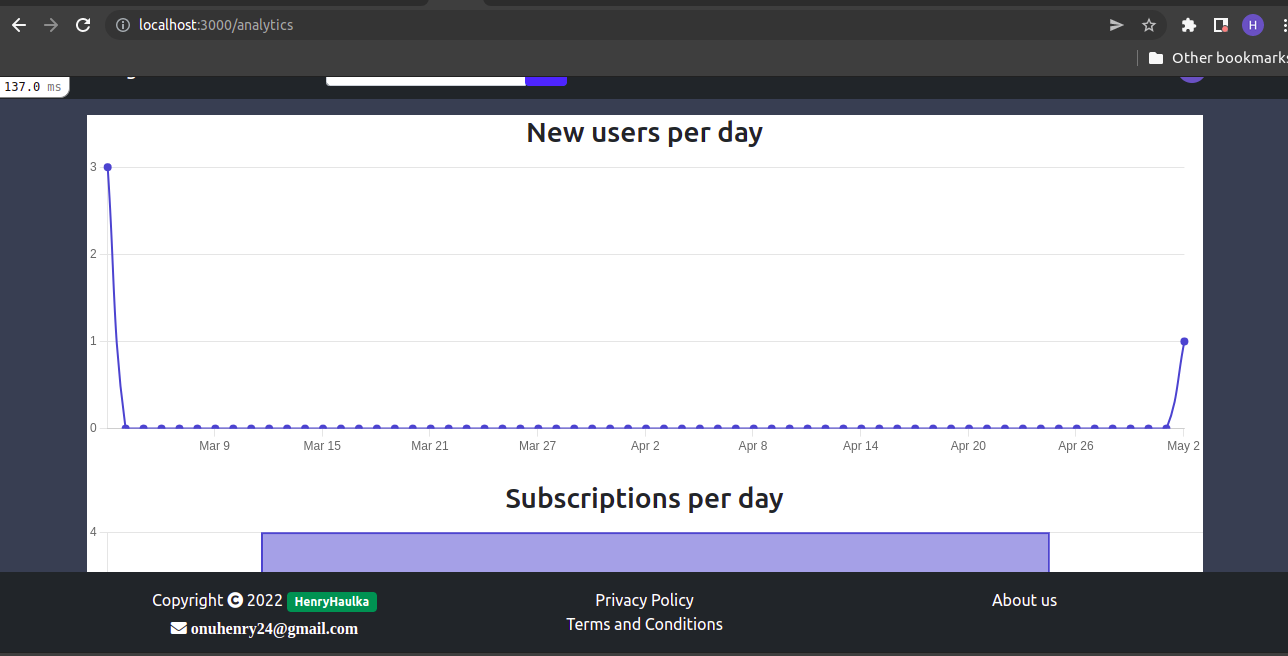 localhost:3000/analytics
H
Other bookmarks
137.0 ms
New users per day
3
2
1
0
Mar 9 Mar 15 Mar 21 Mar 27 Apr 2 Apr 8 Apr 14 Apr 20 Apr 26 May 2
Subscriptions per day
4
Copyright © 2022 HenryHaulka
onuhenry24@gmail.com
Privacy Policy
Terms and Conditions
About us